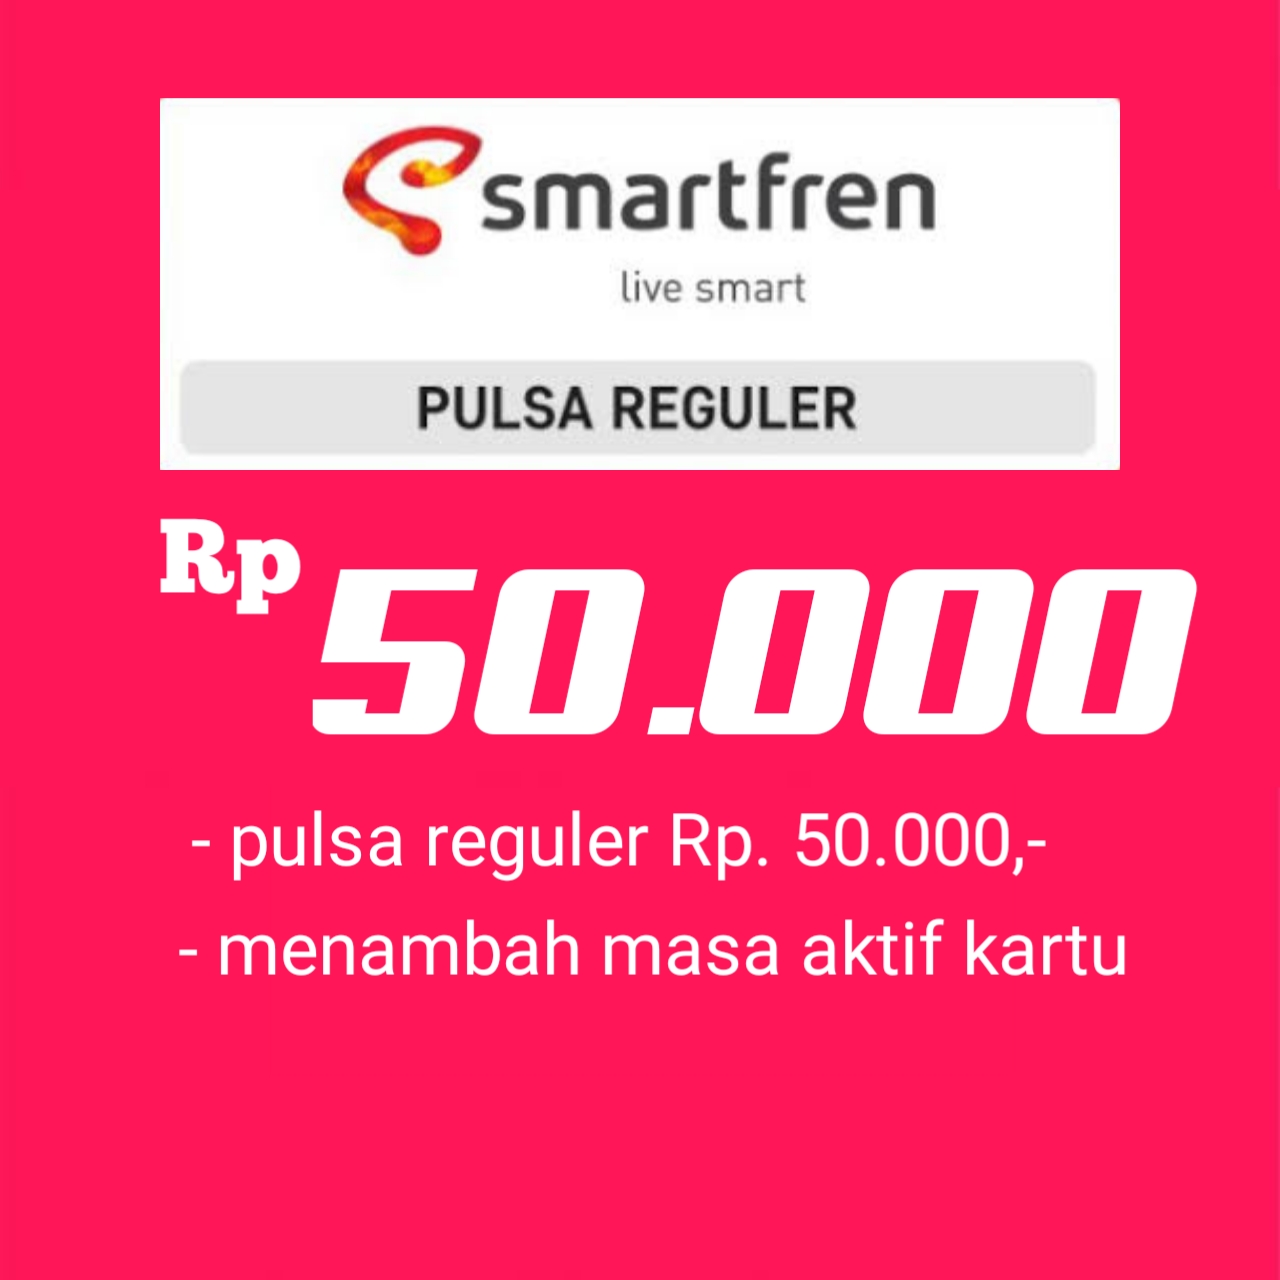 smartfren
live smart
PULSA REGULER
Rp 50.000
- pulsa reguler Rp. 50.000,-
- menambah masa aktif kartu